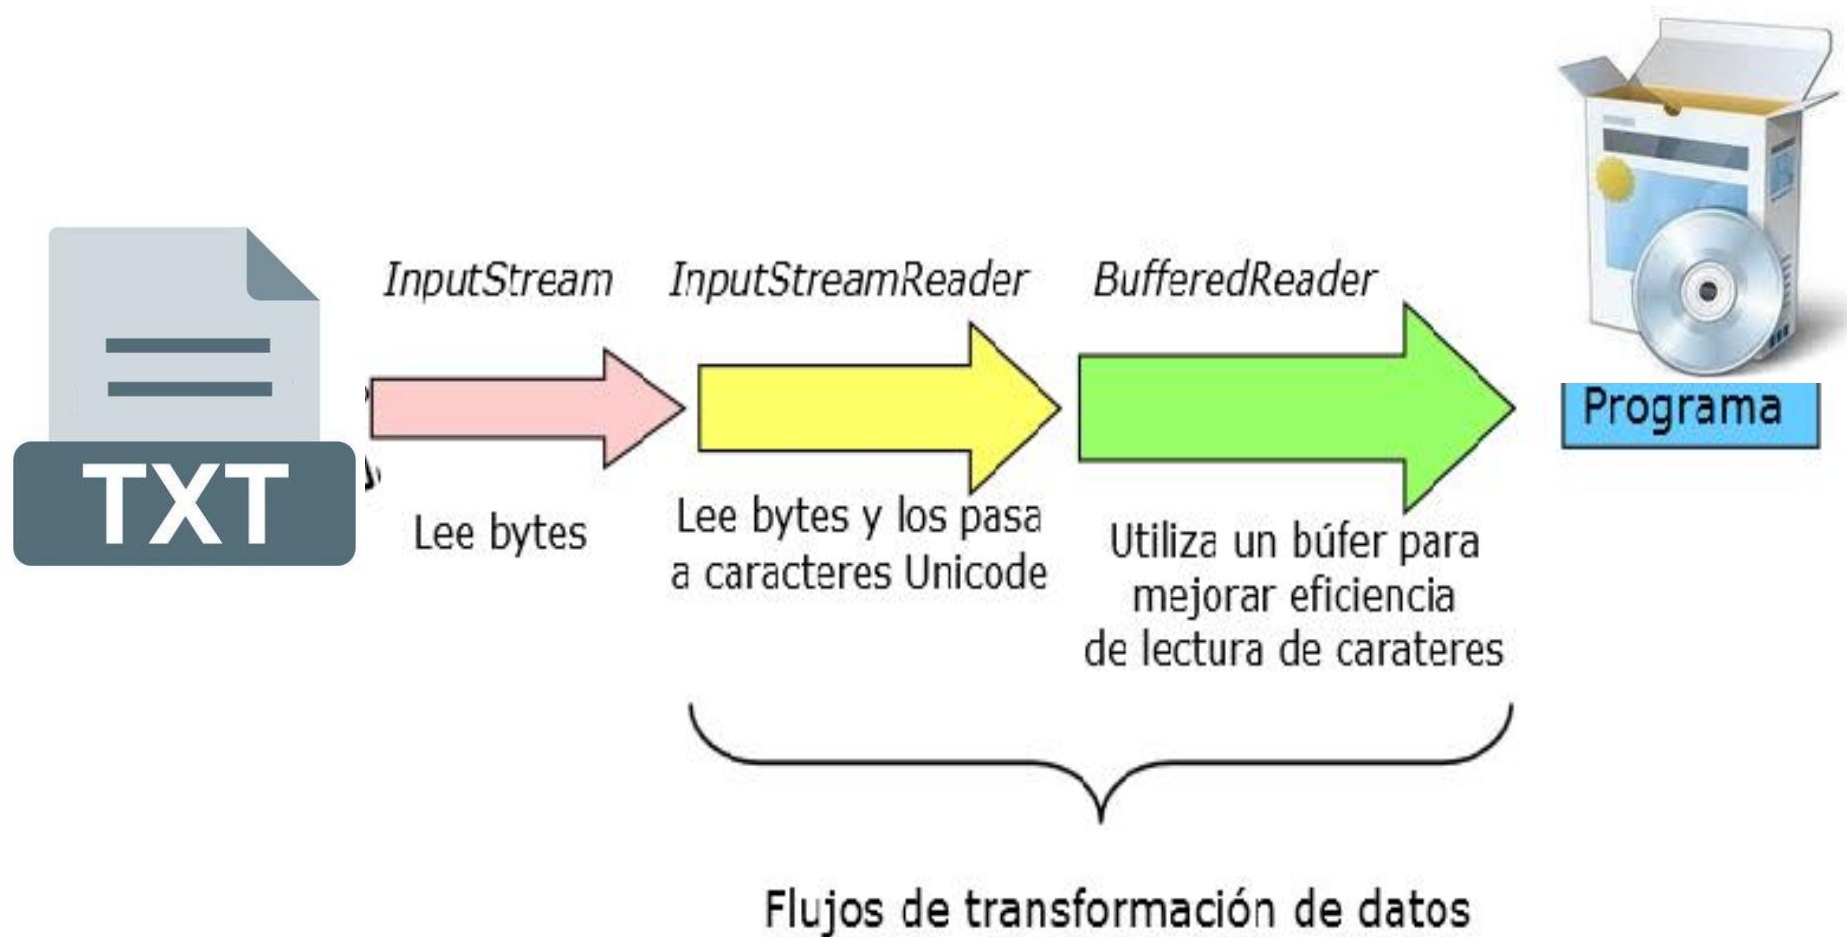 InputStream
InputStreamReader
BufferedReader
Programa
TXT
Lee bytes
Lee bytes y los pasa
a caracteres Unicode
Utiliza un búfer para
mejorar eficiencia
de lectura de carateres
Flujos de transformación de datos